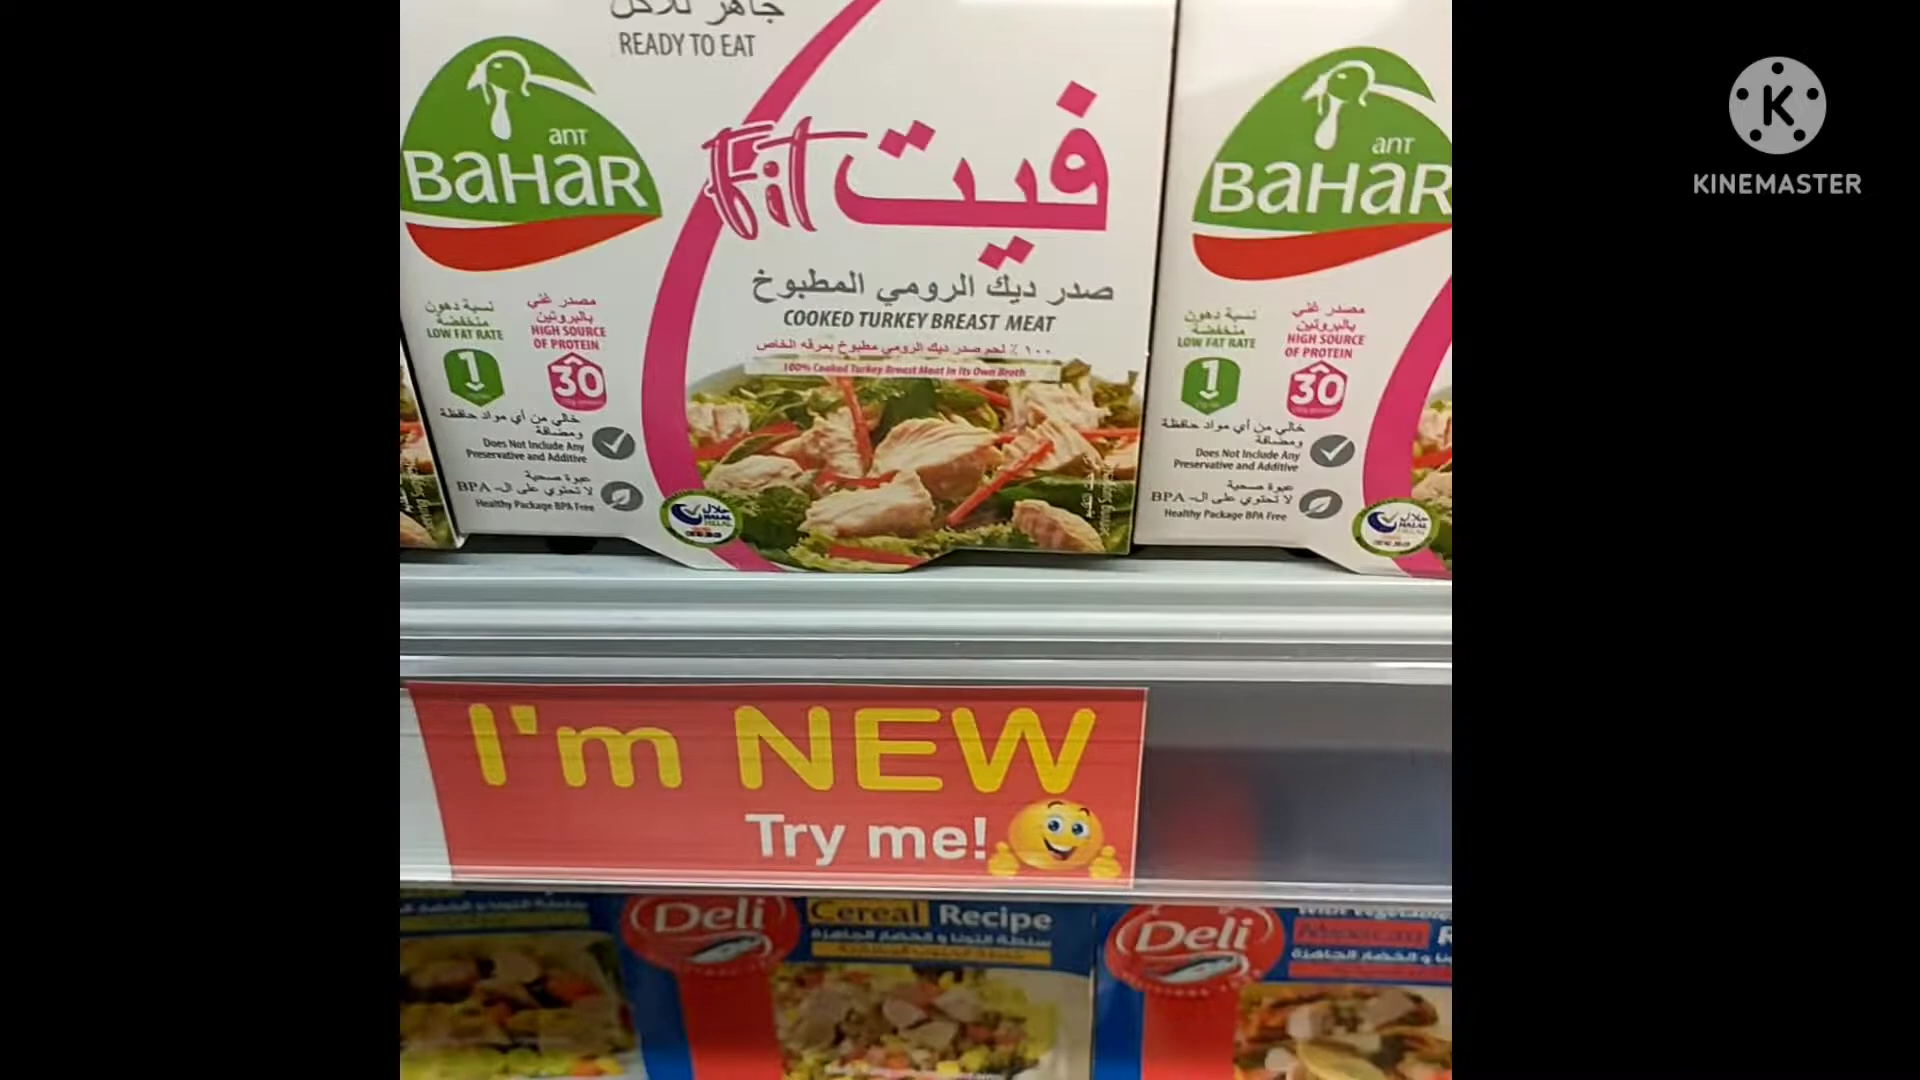 جاهز للأكل
READY TO EAT
ant
BaHaR
fit
فيت
صدر ديك الرومي المطبوخ
COOKED TURKEY BREAST MEAT
١٠٠ ٪ لحم صدر ديك الرومي مطبوخ بمرقه الخاص
100% Cooked Turkey Breast Meat In Its Own Broth
نسبة دهون
منخفضة
LOW FAT RATE
1
مصدر غني
بالبروتين
HIGH SOURCE
OF PROTEIN
30
خالي من أي مواد حافظة
ومضافة
Does Not Include Any
Preservative and Additive
عبوة صحية
لا تحتوي على ال- BPA
Healthy Package BPA Free
حلال
HALAL
HELAL
ant
BaHaR
نسبة دهون
منخفضة
LOW FAT RATE
1
مصدر غني
بالبروتين
HIGH SOURCE
OF PROTEIN
30
خالي من أي مواد حافظة
ومضافة
Does Not Include Any
Preservative and Additive
عبوة صحية
لا تحتوي على ال- BPA
Healthy Package BPA Free
حلال
HALAL
K
KINEMASTER
I'm NEW
Try me!
Deli
Cereal Recipe
سلطة التونا و الخضار الجاهزة
Deli
Mexican R